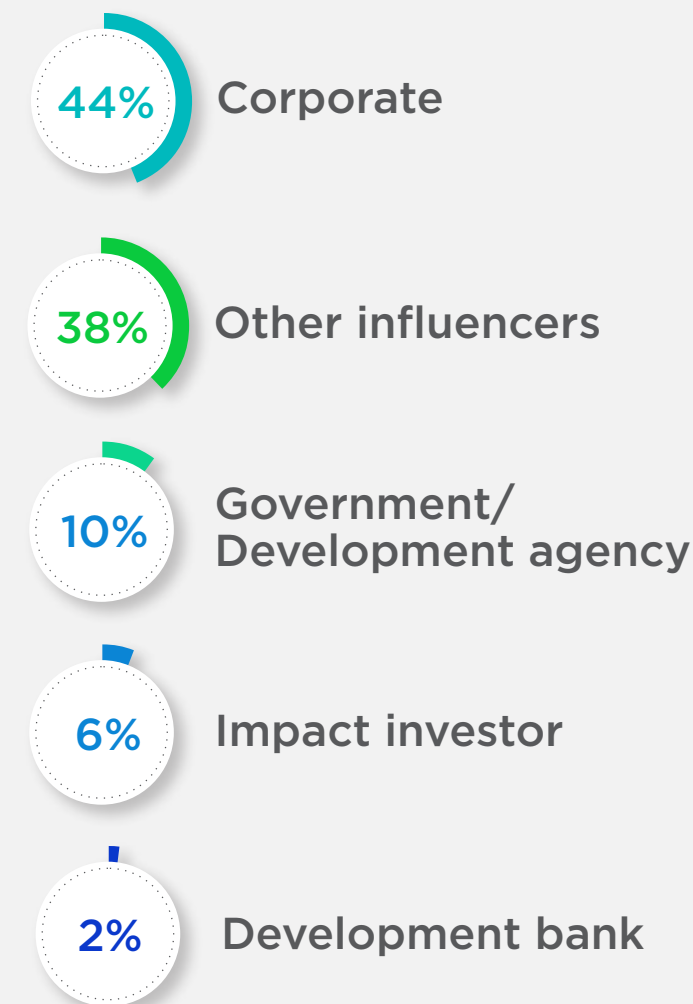 44%
Corporate
38%
Other influencers
10%
Government/
Development agency
6%
Impact investor
2%
Development bank